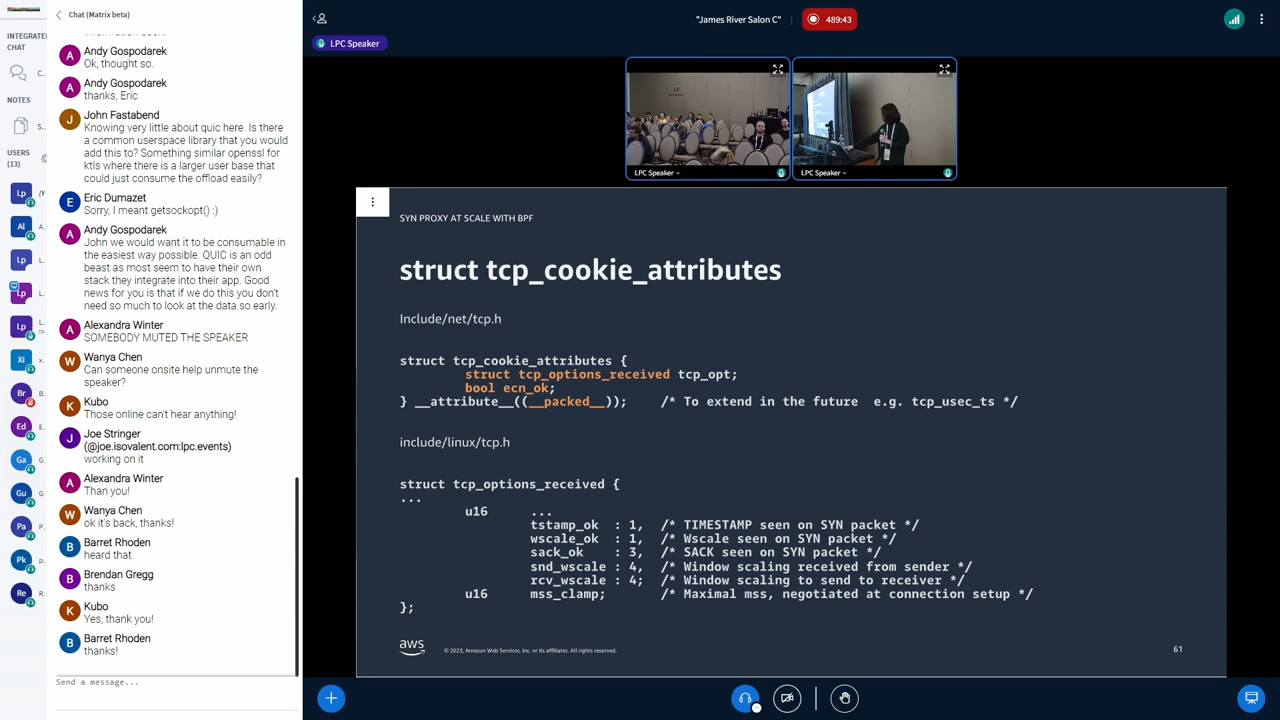 Chat (Matrix beta)
INTEGRATE
CHAT
NOTES
S..
USERS
(13)
Lp
Al
Lp
Lp
L.
Lp
Xi
x.
Br
B.
Ed
E.
Ga
G.
Gu
G.
Pa
P.
Pk
P.
Re
R.
A
Andy Gospodarek
Ok, thought so.
A
Andy Gospodarek
thanks, Eric
J
John Fastabend
Knowing very little about quic here. Is there
a common userspace library that you would
add this to? Something similar openssl for
ktls where there is a larger user base that
could just consume the offload easily?
E
Eric Dumazet
Sorry, I meant getsockopt() :)
A
Andy Gospodarek
John we would want it to be consumable in
the easiest way possible. QUIC is an odd
beast as most seem to have their own
stack they integrate into their app. Good
news for you is that if we do this you don't
need so much to look at the data so early.
A
Alexandra Winter
SOMEBODY MUTED THE SPEAKER
W
Wanya Chen
Can someone onsite help unmute the
speaker?
K
Kubo
Those online can't hear anything!
J
Joe Stringer
(@joe.isovalent.com:lpc.events)
working on it
A
Alexandra Winter
Than you!
W
Wanya Chen
ok it's back, thanks!
B
Barret Rhoden
heard that
B
Brendan Gregg
thanks
K
Kubo
Yes, thank you!
B
Barret Rhoden
thanks!
Send a message...
"James River Salon C"
489:43
LPC Speaker
LPC Speaker
LPC Speaker
SYN PROXY AT SCALE WITH BPF
struct tcp_cookie_attributes
Include/net/tcp.h
struct tcp_cookie_attributes {
struct tcp_options_received tcp_opt;
bool ecn_ok;
} __attribute__((__packed__)); /* To extend in the future e.g. tcp_usec_ts */
include/linux/tcp.h
struct tcp_options_received {
...
u16 ...
tstamp_ok : 1, /* TIMESTAMP seen on SYN packet */
wscale_ok : 1, /* Wscale seen on SYN packet */
sack_ok : 3, /* SACK seen on SYN packet */
snd_wscale : 4, /* Window scaling received from sender */
rcv_wscale : 4; /* Window scaling to send to receiver */
u16 mss_clamp; /* Maximal mss, negotiated at connection setup */
};
aws
© 2023, Amazon Web Services, Inc. or its affiliates. All rights reserved.
61